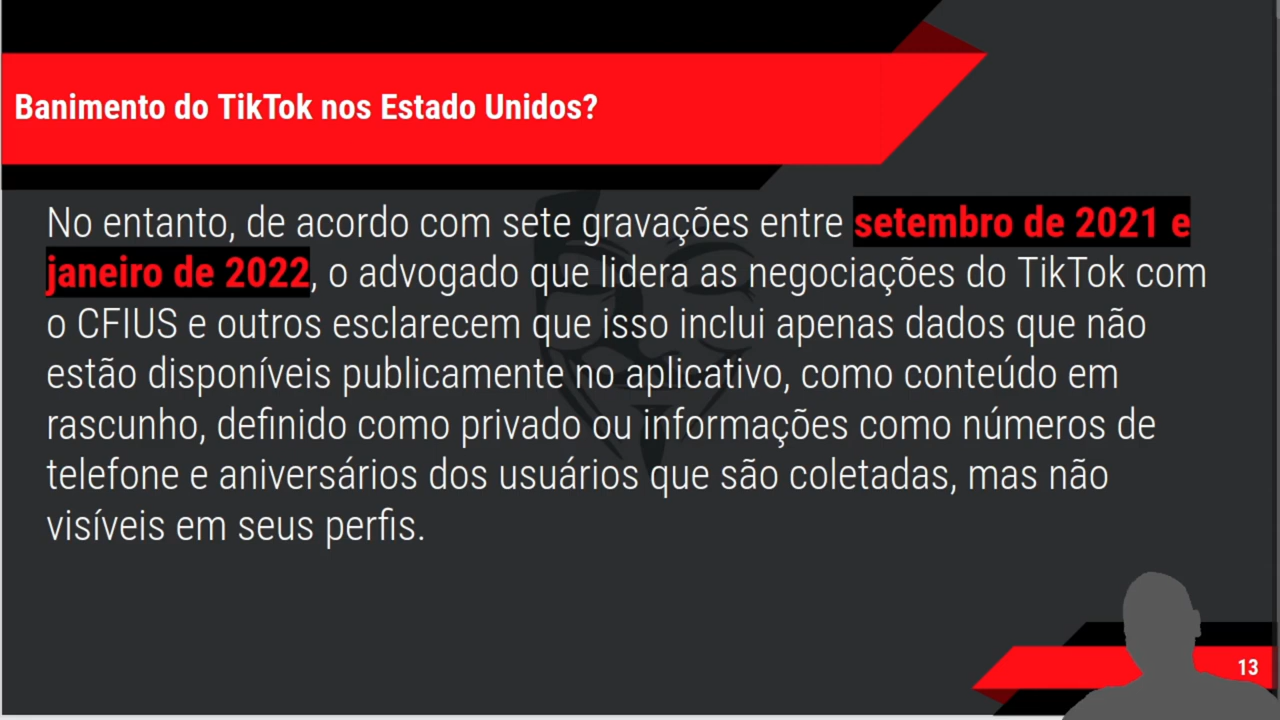 Banimento do TikTok nos Estado Unidos?
No entanto, de acordo com sete gravações entre setembro de 2021 e
janeiro de 2022, o advogado que lidera as negociações do TikTok com
o CFIUS e outros esclarecem que isso inclui apenas dados que não
estão disponíveis publicamente no aplicativo, como conteúdo em
rascunho, definido como privado ou informações como números de
telefone e aniversários dos usuários que são coletadas, mas não
visíveis em seus perfis.
13